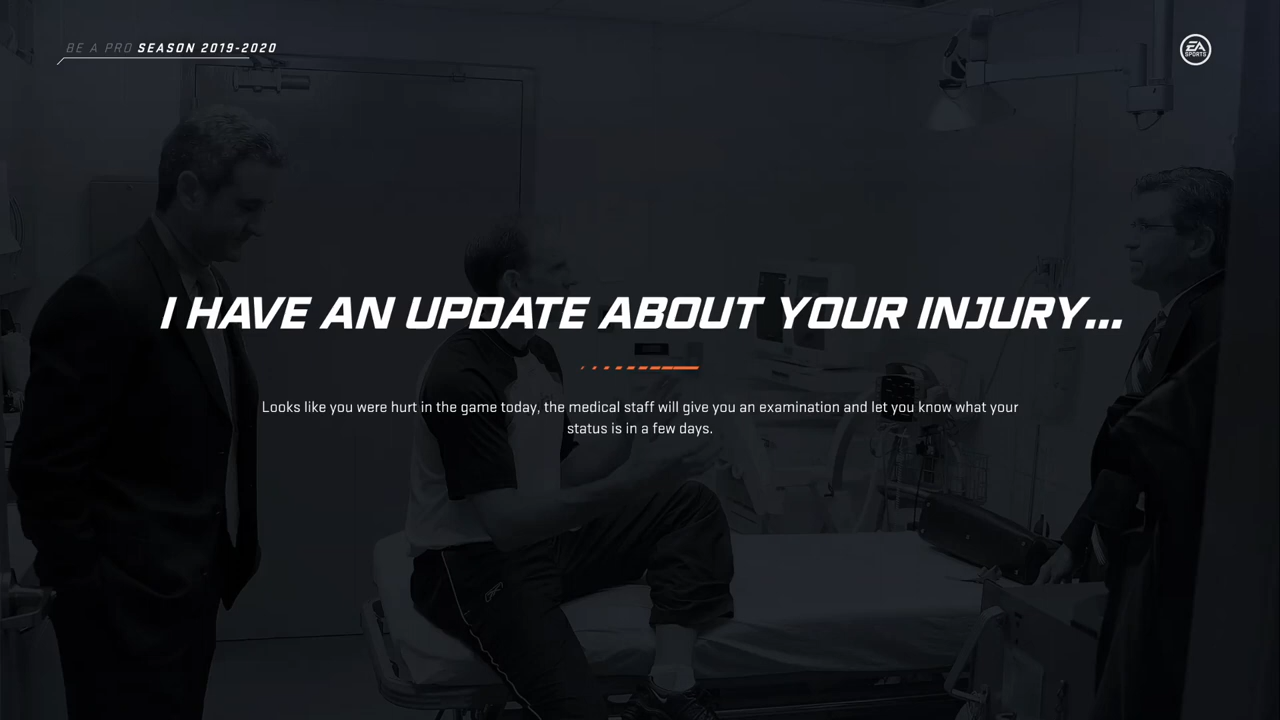 BE A PRO SEASON 2019-2020
EA
SPORTS
I HAVE AN UPDATE ABOUT YOUR INJURY...
Looks like you were hurt in the game today, the medical staff will give you an examination and let you know what your
status is in a few days.